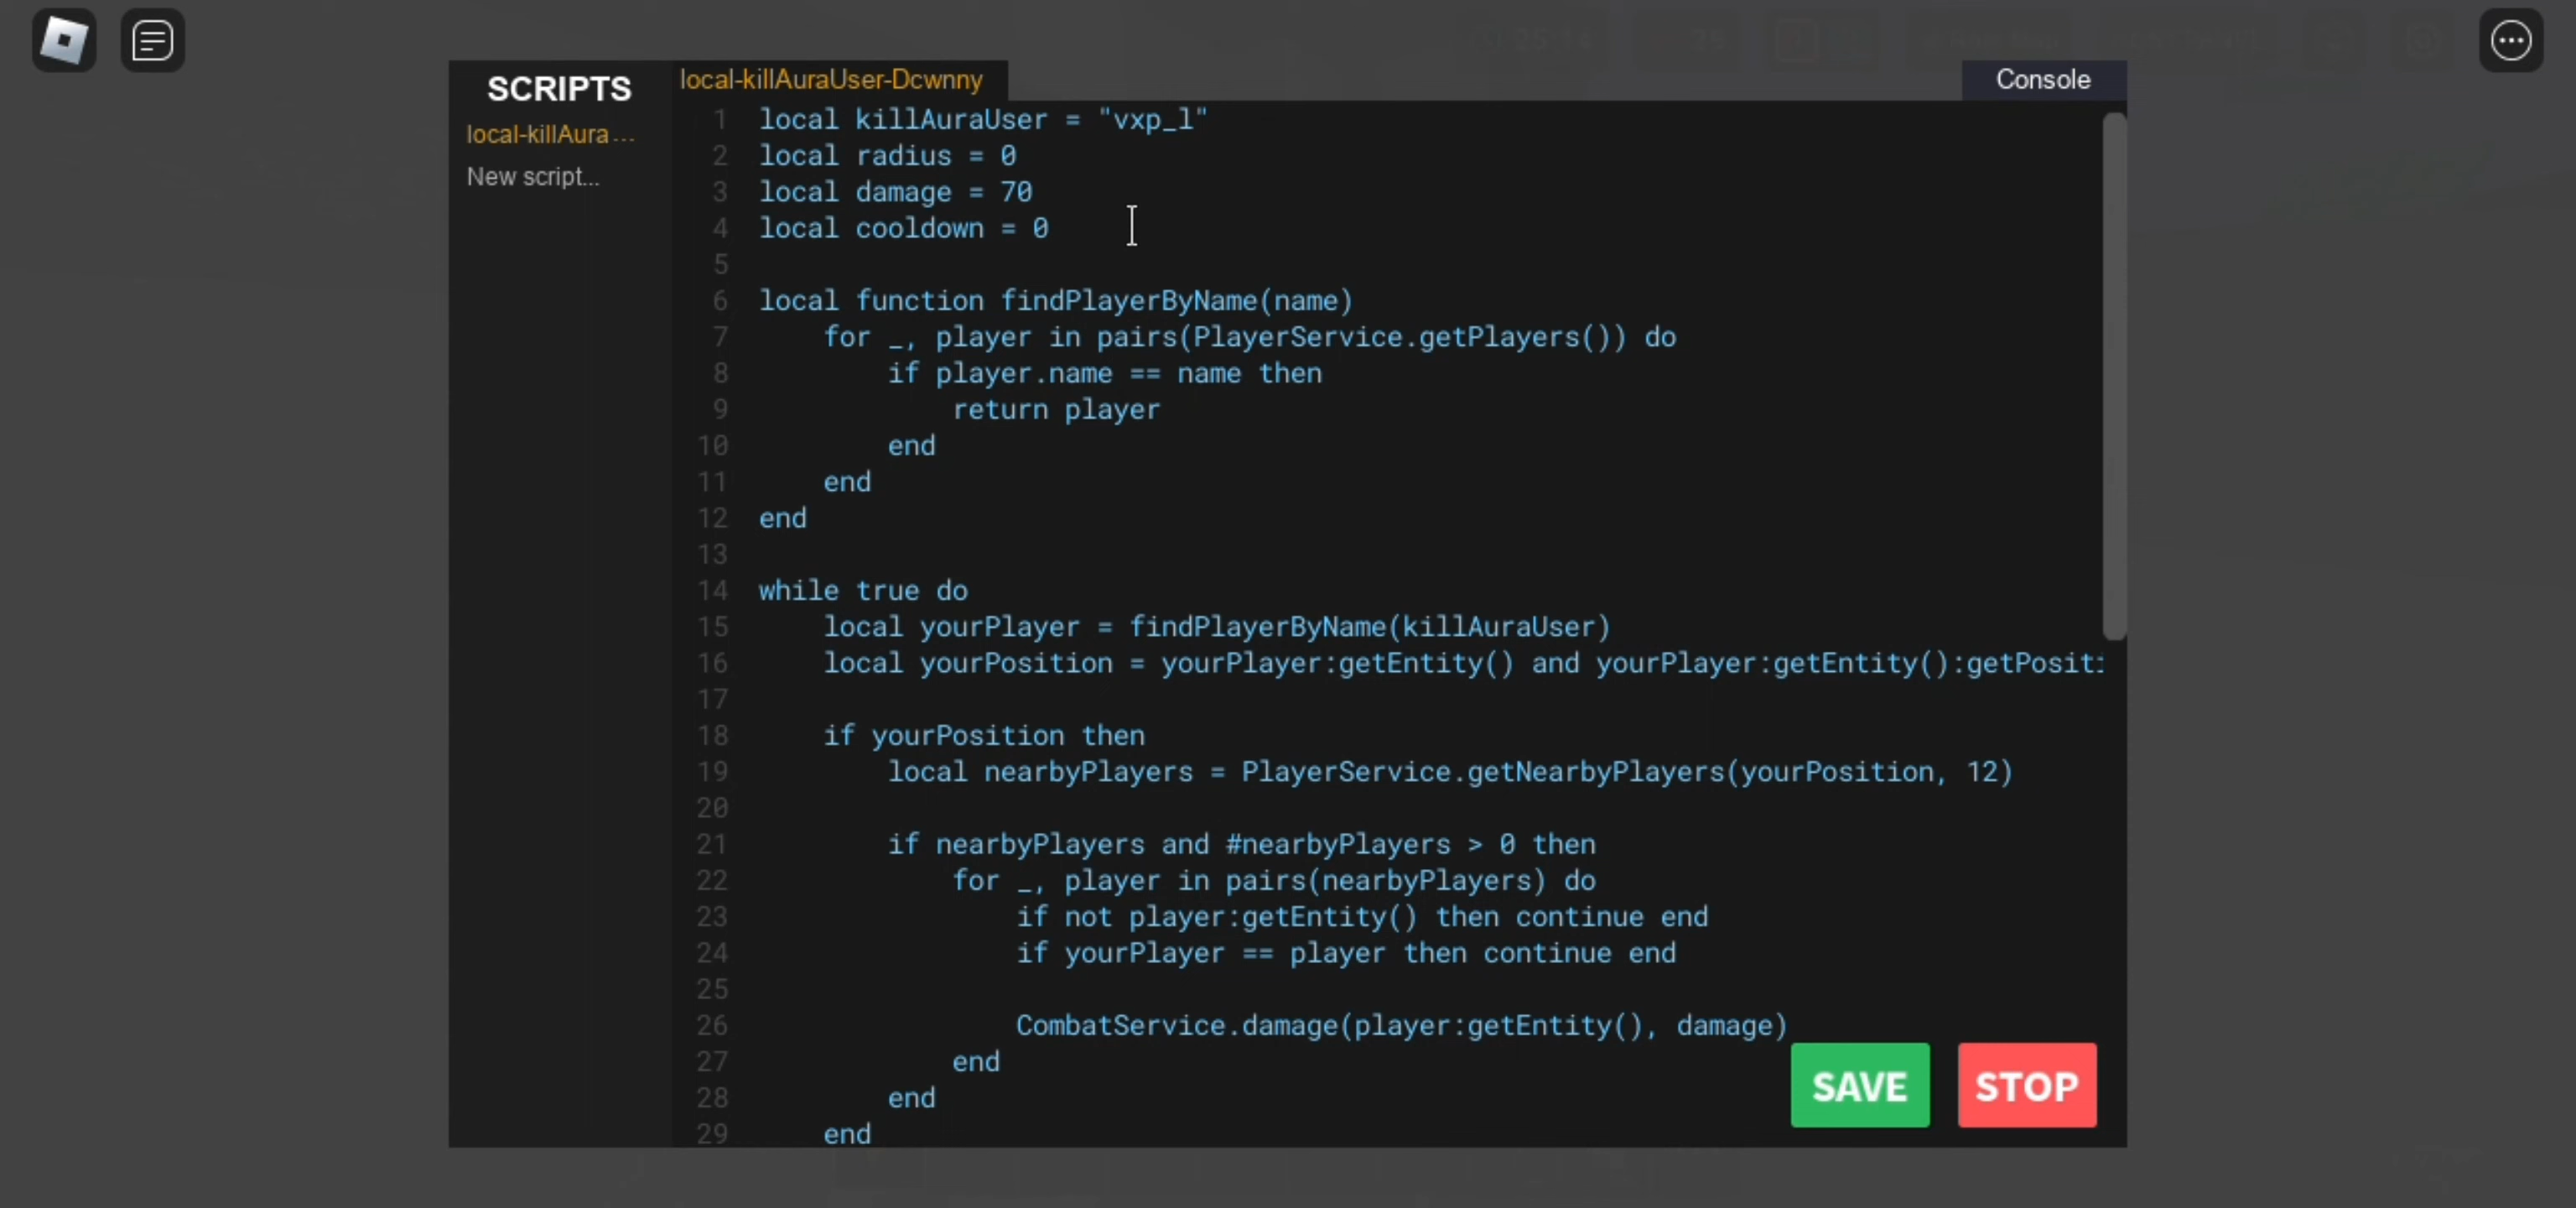 SCRIPTS
local-killAura...
New script...
local-killAuraUser-Dcwnny
Console
1 local killAuraUser = "vxp_l"
2 local radius = 0
3 local damage = 70
4 local cooldown = 0
5
6 local function findPlayerByName(name)
7 for _, player in pairs(PlayerService.getPlayers()) do
8 if player.name == name then
9 return player
10 end
11 end
12 end
13
14 while true do
15 local yourPlayer = findPlayerByName(killAuraUser)
16 local yourPosition = yourPlayer:getEntity() and yourPlayer:getEntity():getPositi
17
18 if yourPosition then
19 local nearbyPlayers = PlayerService.getNearbyPlayers(yourPosition, 12)
20
21 if nearbyPlayers and #nearbyPlayers > 0 then
22 for _, player in pairs(nearbyPlayers) do
23 if not player:getEntity() then continue end
24 if yourPlayer == player then continue end
25
26 CombatService.damage(player:getEntity(), damage)
27 end
28 end
29 end
SAVE
STOP